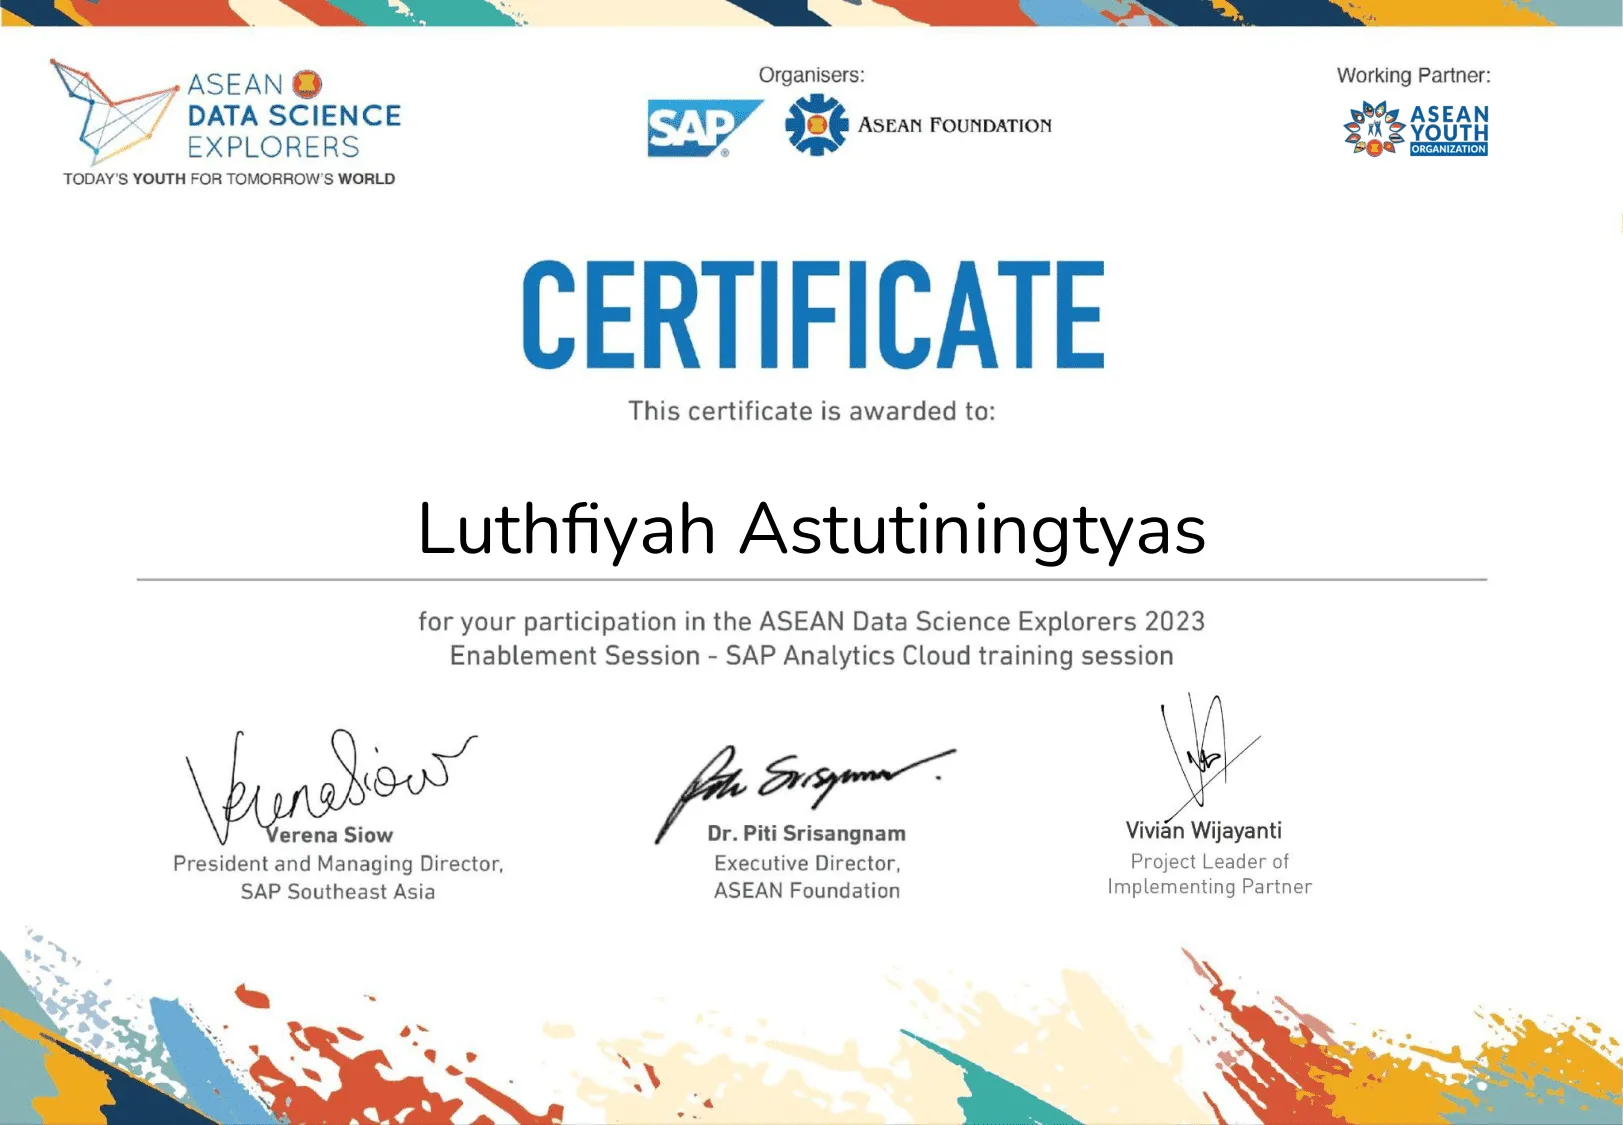 ASEAN
DATA SCIENCE
EXPLORERS
TODAY'S YOUTH FOR TOMORROW'S WORLD
Organisers:
SAP ®
ASEAN FOUNDATION
Working Partner:
ASEAN
YOUTH
ORGANIZATION
CERTIFICATE
This certificate is awarded to:
Luthfiyah Astutiningtyas
for your participation in the ASEAN Data Science Explorers 2023
Enablement Session - SAP Analytics Cloud training session
Verena Siow
Verena Siow
President and Managing Director,
SAP Southeast Asia
Dr. Piti Srisangnam
Executive Director,
ASEAN Foundation
Vivian Wijayanti
Project Leader of
Implementing Partner